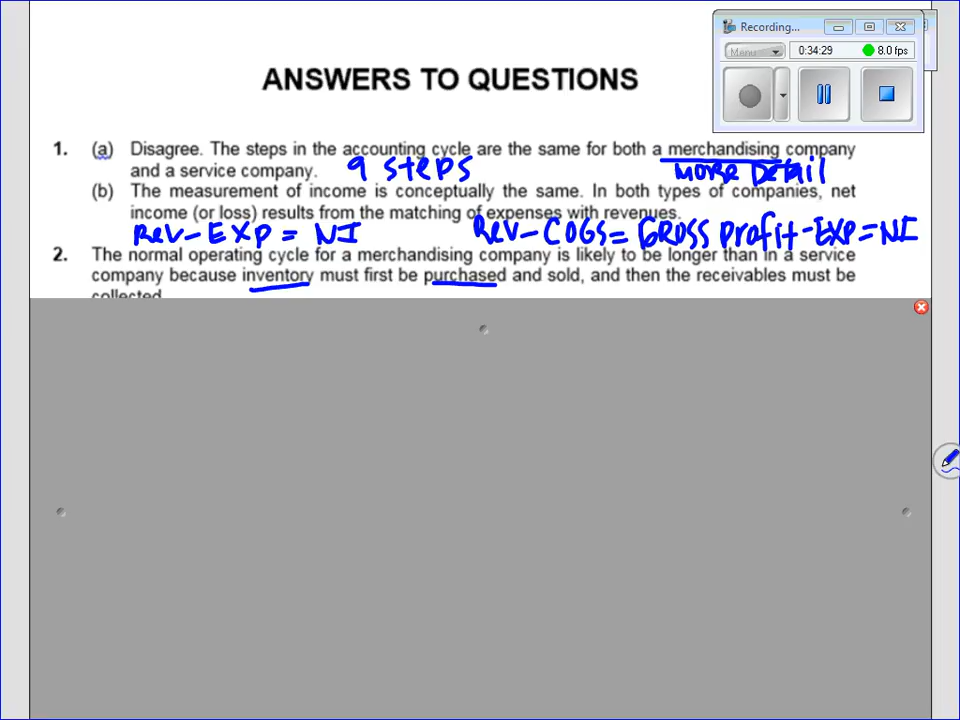 Recording...
Menu
0:34:29
8.0 fps
ANSWERS TO QUESTIONS
1. (a) Disagree. The steps in the accounting cycle are the same for both a merchandising company
and a service company. 9 steps more Detail
(b) The measurement of income is conceptually the same. In both types of companies, net
income (or loss) results from the matching of expenses with revenues.
Rev - EXP = NI Rev - COGS = GROSS Profit - EXP = NI
2. The normal operating cycle for a merchandising company is likely to be longer than in a service
company because inventory must first be purchased and sold, and then the receivables must be
collected.